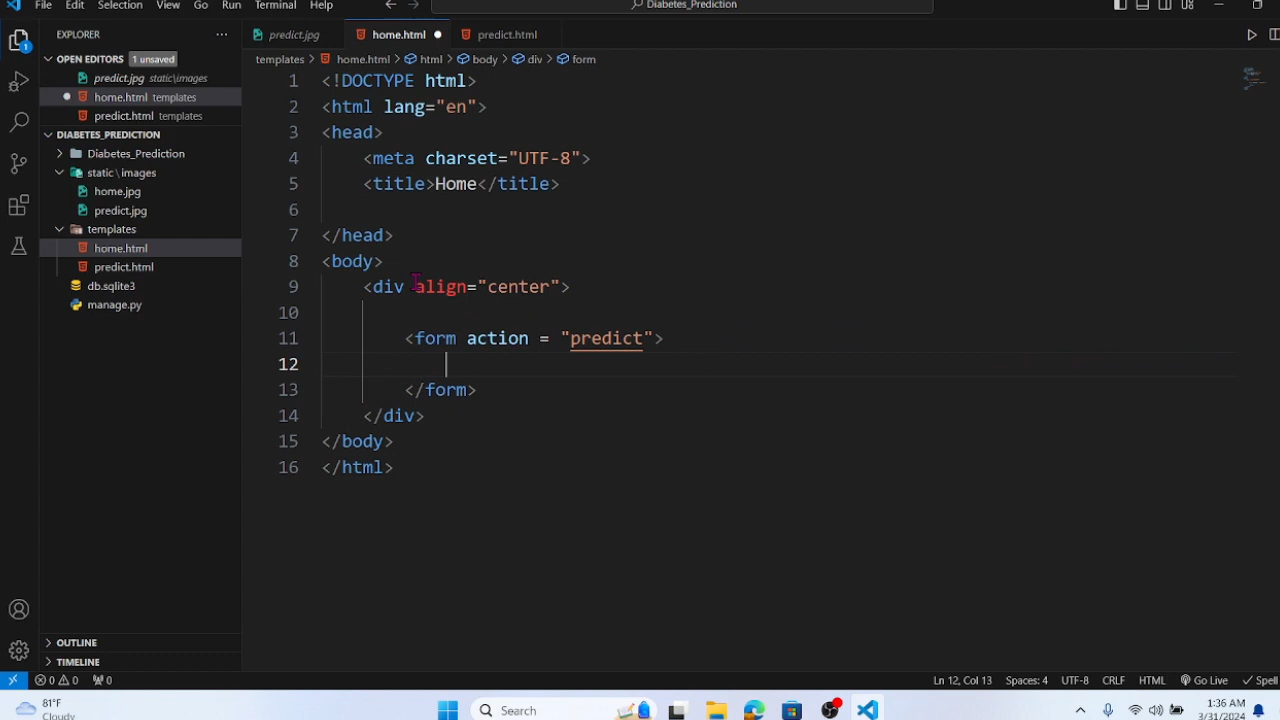 File Edit Selection View Go Run Terminal Help
Diabetes_Prediction
EXPLORER
predict.jpg
home.html
predict.html
OPEN EDITORS 1 unsaved
templates > home.html > html > body > div > form
predict.jpg static\images
home.html templates
predict.html templates
DIABETES_PREDICTION
Diabetes_Prediction
static\images
home.jpg
predict.jpg
templates
home.html
predict.html
db.sqlite3
manage.py
1 <!DOCTYPE html>
2 <html lang="en">
3 <head>
4 <meta charset="UTF-8">
5 <title>Home</title>
6
7 </head>
8 <body>
9 <div align="center">
10
11 <form action = "predict">
12
13 </form>
14 </div>
15 </body>
16 </html>
OUTLINE
TIMELINE
0 0 0
Ln 12, Col 13 Spaces: 4 UTF-8 CRLF HTML Go Live Spell
81°F
Cloudy
Search
1:36 AM
3/3/2024